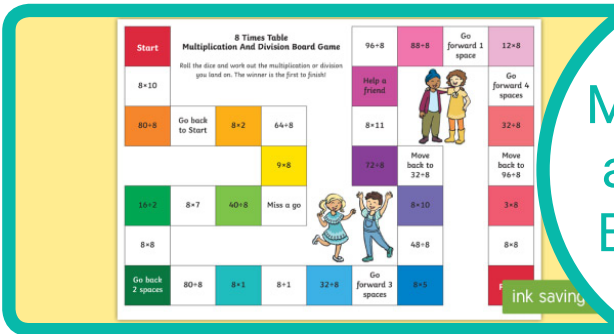 8 Times Table
Multiplication And Division Board Game
Roll the dice and work out the multiplication or division
you land on. The winner is the first to finish!
Start
96÷8
88÷8
Go
forward 1
space
12×8
8×10
Help a
friend
Go
forward 4
spaces
80÷8
Go back
to Start
8×2
64÷8
8×11
32÷8
9×8
72÷8
Move
back to
32÷8
Move
back to
96÷8
16÷2
8×7
40÷8
Miss a go
8×10
3×8
8×8
48÷8
8×8
Go back
2 spaces
80÷8
8×1
8÷1
32÷8
Go
forward 3
spaces
8×5
ink saving